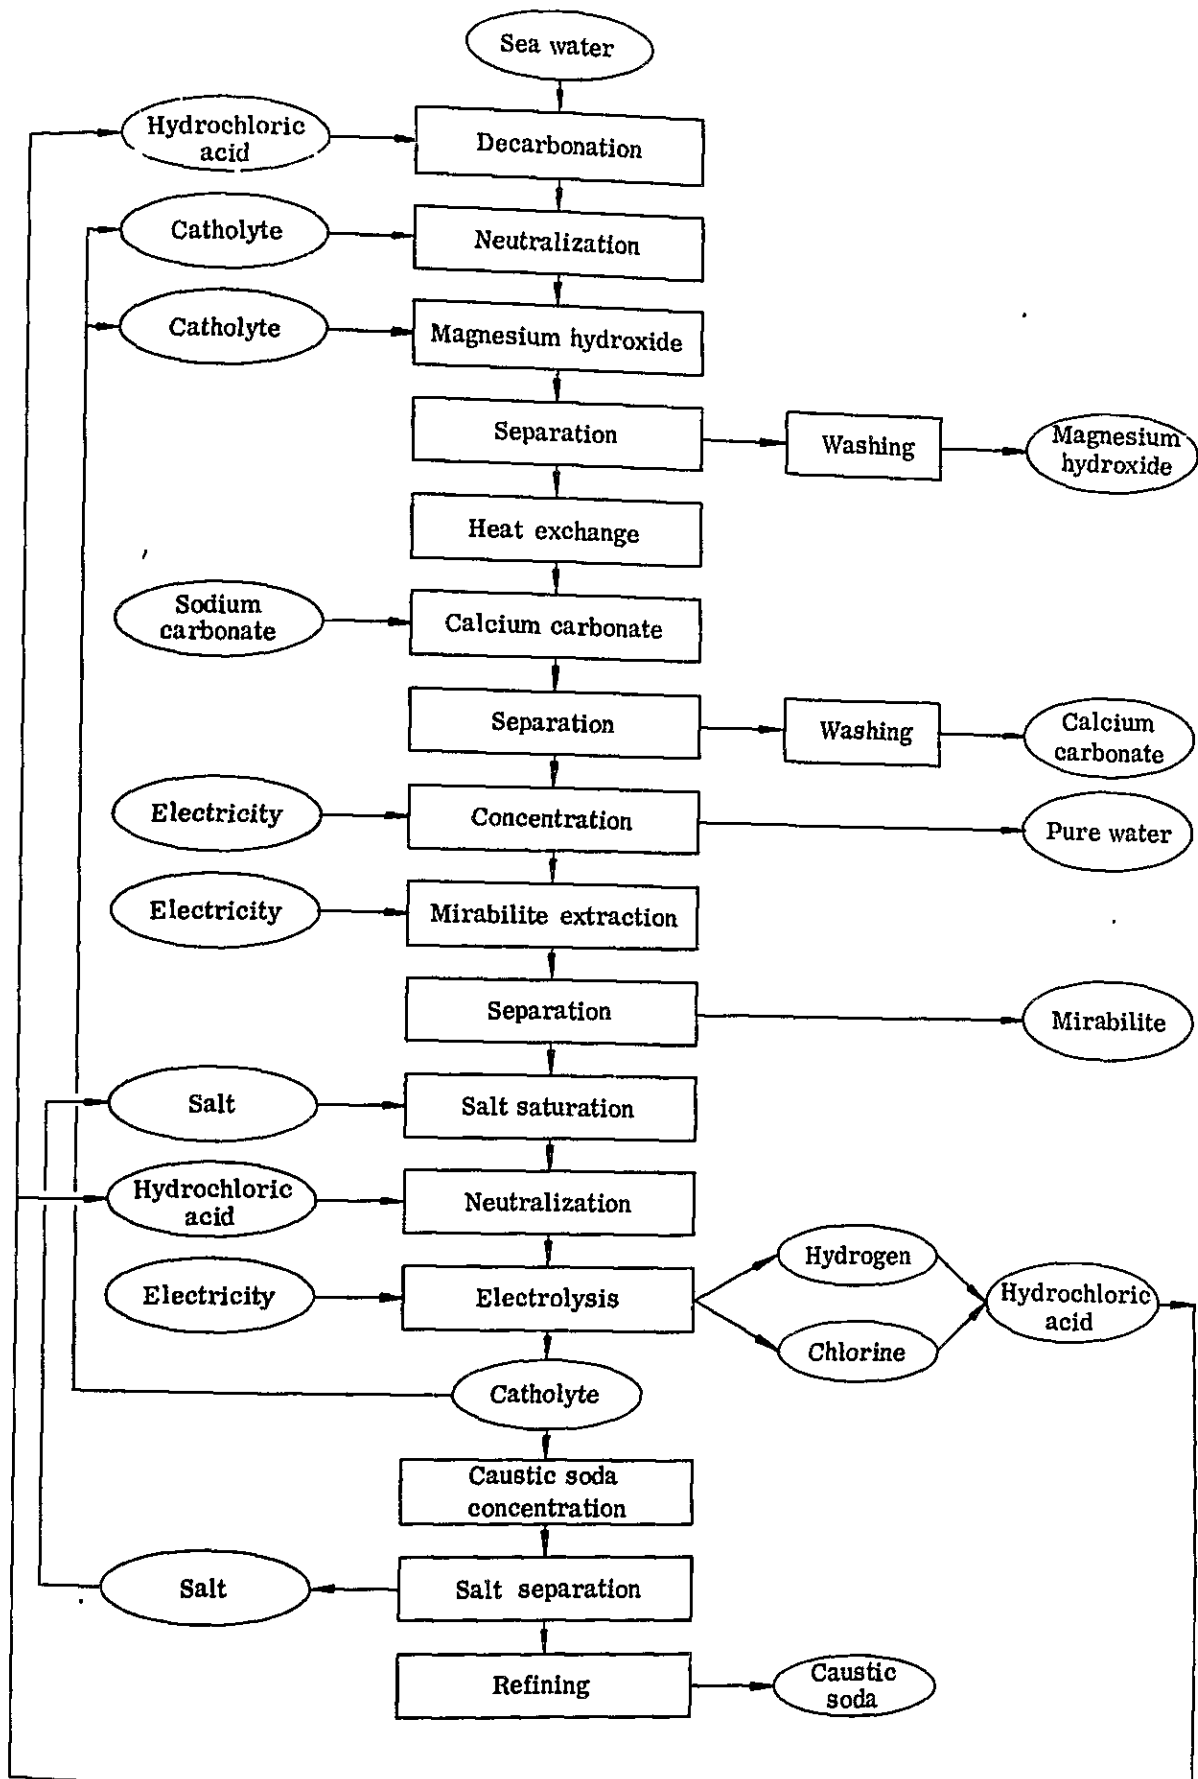 Sea water
Hydrochloric
acid
Decarbonation
Catholyte
Neutralization
Catholyte
Magnesium hydroxide
Separation
Washing
Magnesium
hydroxide
Heat exchange
Sodium
carbonate
Calcium carbonate
Separation
Washing
Calcium
carbonate
Electricity
Concentration
Pure water
Electricity
Mirabilite extraction
Separation
Mirabilite
Salt
Salt saturation
Hydrochloric
acid
Neutralization
Electricity
Electrolysis
Hydrogen
Chlorine
Hydrochloric
acid
Catholyte
Caustic soda
concentration
Salt
Salt separation
Refining
Caustic
soda